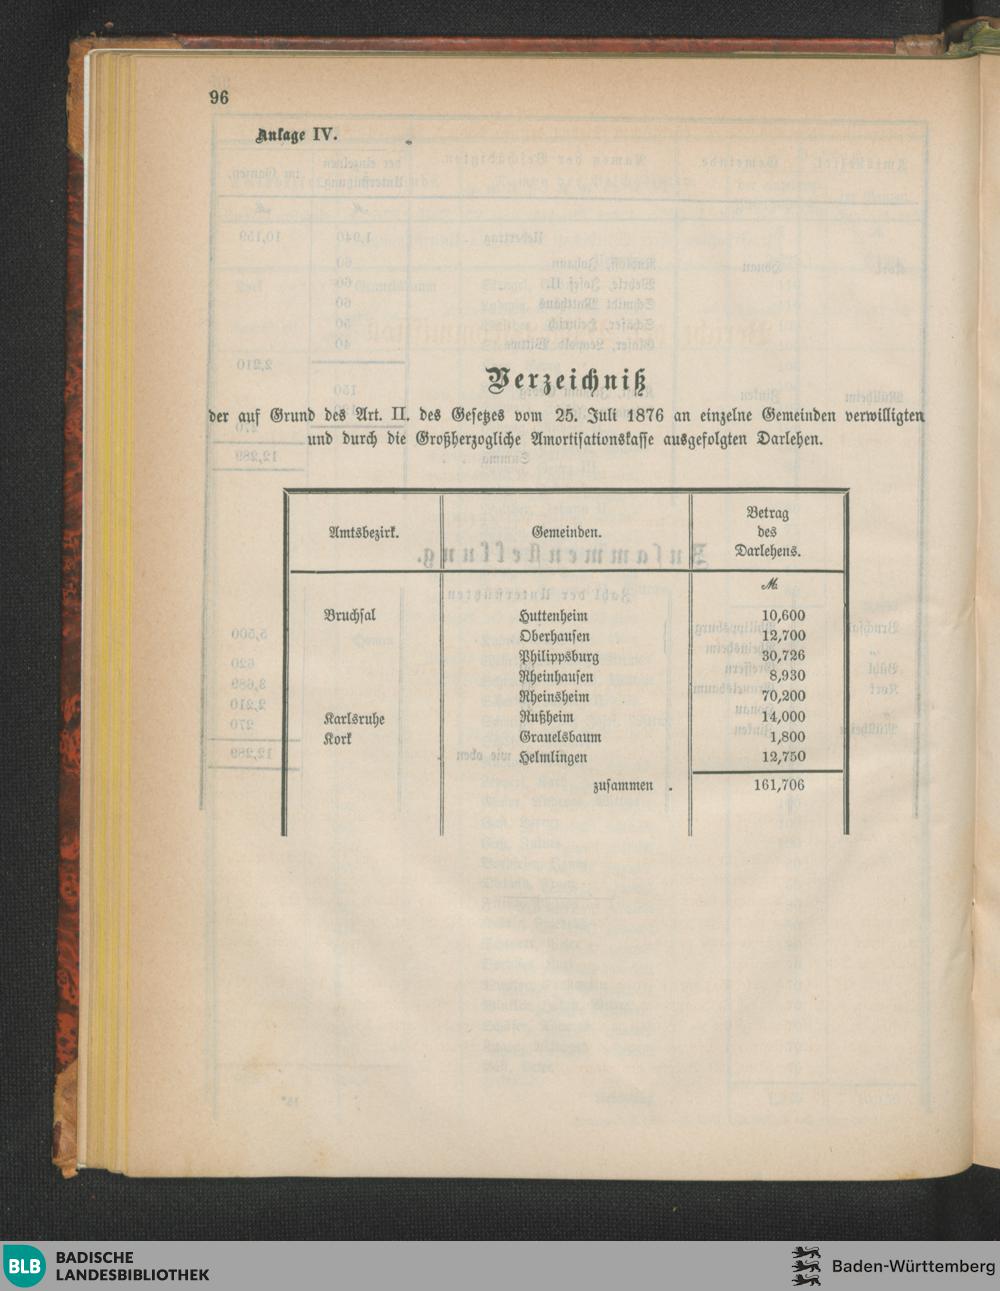 96
Anlage IV.
Verzeichniß
der auf Grund des Art. II. des Gesetzes vom 25. Juli 1876 an einzelne Gemeinden verwilligten
und durch die Großherzogliche Amortisationskasse ausgefolgten Darlehen.
Amtsbezirk. Gemeinden. Betrag des Darlehens.
M.
Bruchsal Huttenheim 10,600
Oberhausen 12,700
Philippsburg 30,726
Rheinhausen 8,930
Rheinsheim 70,200
Karlsruhe Rußheim 14,000
Kork Grauelsbaum 1,800
Helmlingen 12,750
zusammen . 161,706
BLB BADISCHE
LANDESBIBLIOTHEK
Baden-Württemberg